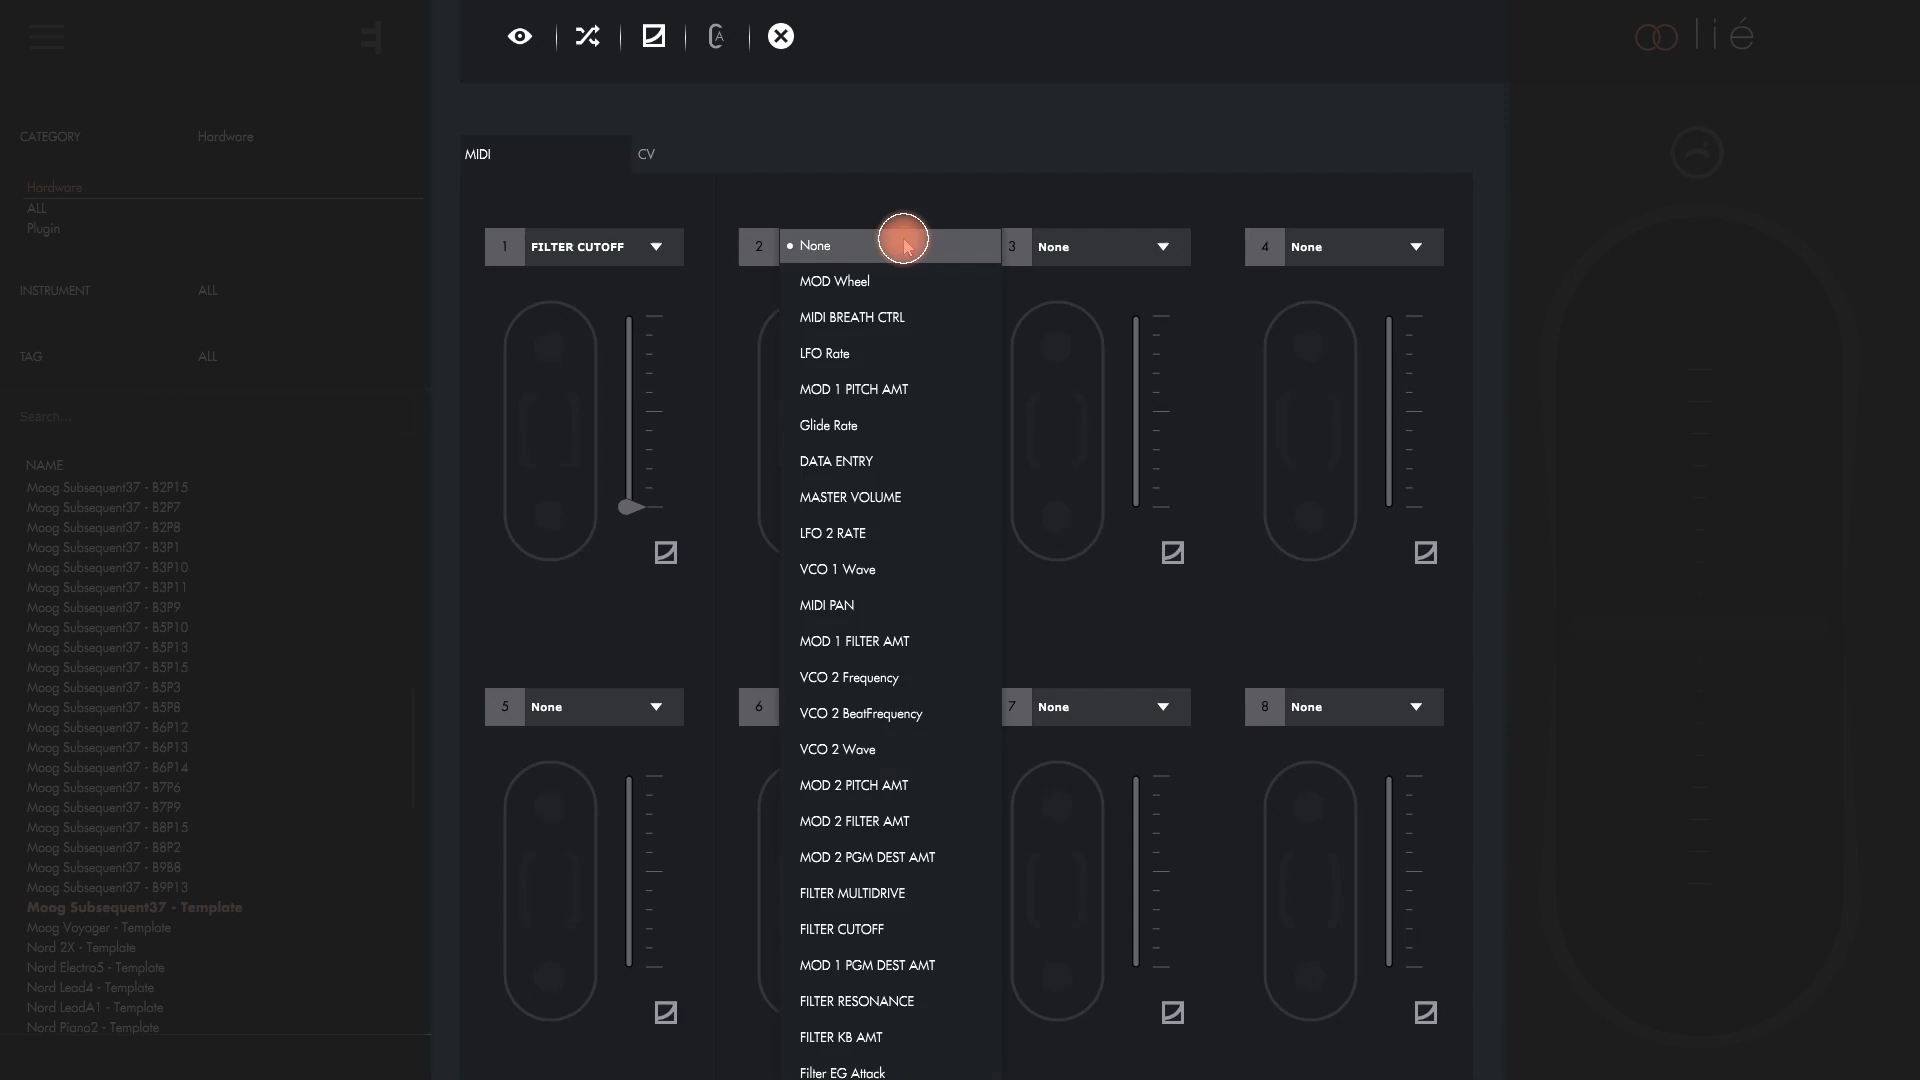 A
lié
CATEGORY Hardware
Hardware
ALL
Plugin
INSTRUMENT ALL
TAG ALL
Search...
NAME
Moog Subsequent37 - B2P15
Moog Subsequent37 - B2P7
Moog Subsequent37 - B2P8
Moog Subsequent37 - B3P1
Moog Subsequent37 - B3P10
Moog Subsequent37 - B3P11
Moog Subsequent37 - B3P9
Moog Subsequent37 - B5P10
Moog Subsequent37 - B5P13
Moog Subsequent37 - B5P15
Moog Subsequent37 - B5P3
Moog Subsequent37 - B5P8
Moog Subsequent37 - B6P12
Moog Subsequent37 - B6P13
Moog Subsequent37 - B6P14
Moog Subsequent37 - B7P6
Moog Subsequent37 - B7P9
Moog Subsequent37 - B8P15
Moog Subsequent37 - B8P2
Moog Subsequent37 - B9B8
Moog Subsequent37 - B9P13
Moog Subsequent37 - Template
Moog Voyager - Template
Nord 2X - Template
Nord Electro5 - Template
Nord Lead4 - Template
Nord LeadA1 - Template
Nord Piano2 - Template
MIDI CV
1 FILTER CUTOFF
2 None
3 None
4 None
MOD Wheel
MIDI BREATH CTRL
LFO Rate
MOD 1 PITCH AMT
Glide Rate
DATA ENTRY
MASTER VOLUME
LFO 2 RATE
VCO 1 Wave
MIDI PAN
MOD 1 FILTER AMT
VCO 2 Frequency
VCO 2 BeatFrequency
VCO 2 Wave
MOD 2 PITCH AMT
MOD 2 FILTER AMT
MOD 2 PGM DEST AMT
FILTER MULTIDRIVE
FILTER CUTOFF
MOD 1 PGM DEST AMT
FILTER RESONANCE
FILTER KB AMT
Filter EG Attack
5 None
6
7 None
8 None